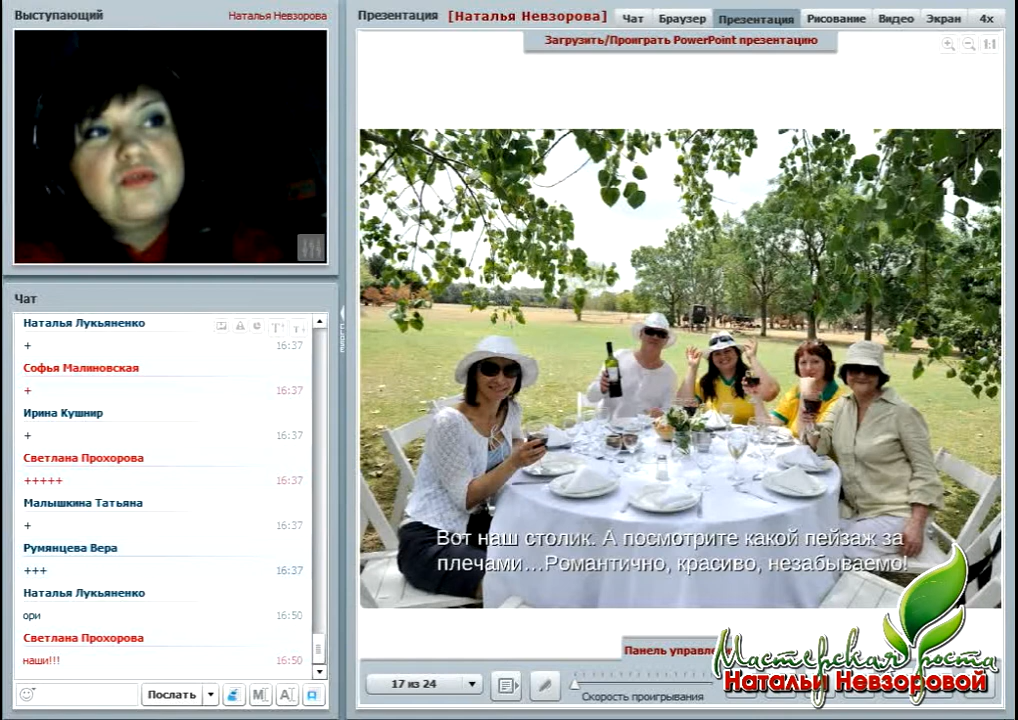 Выступающий
Наталья Невзорова
Чат
Наталья Лукьяненко
+
16:37
Софья Малиновская
+
16:37
Ирина Кушнир
+
16:37
Светлана Прохорова
+++++
16:37
Малышкина Татьяна
+
16:37
Румянцева Вера
+++
16:37
Наталья Лукьяненко
ори
16:50
Светлана Прохорова
наши!!!
16:50
Послать
Презентация [Наталья Невзорова]
Чат Браузер Презентация Рисование Видео Экран 4x
Загрузить/Проиграть PowerPoint презентацию
1:1
Вот наш столик. А посмотрите какой пейзаж за
плечами...Романтично, красиво, незабываемо!
17 из 24
Скорость проигрывания
Мастерская роста
Натальи Невзоровой